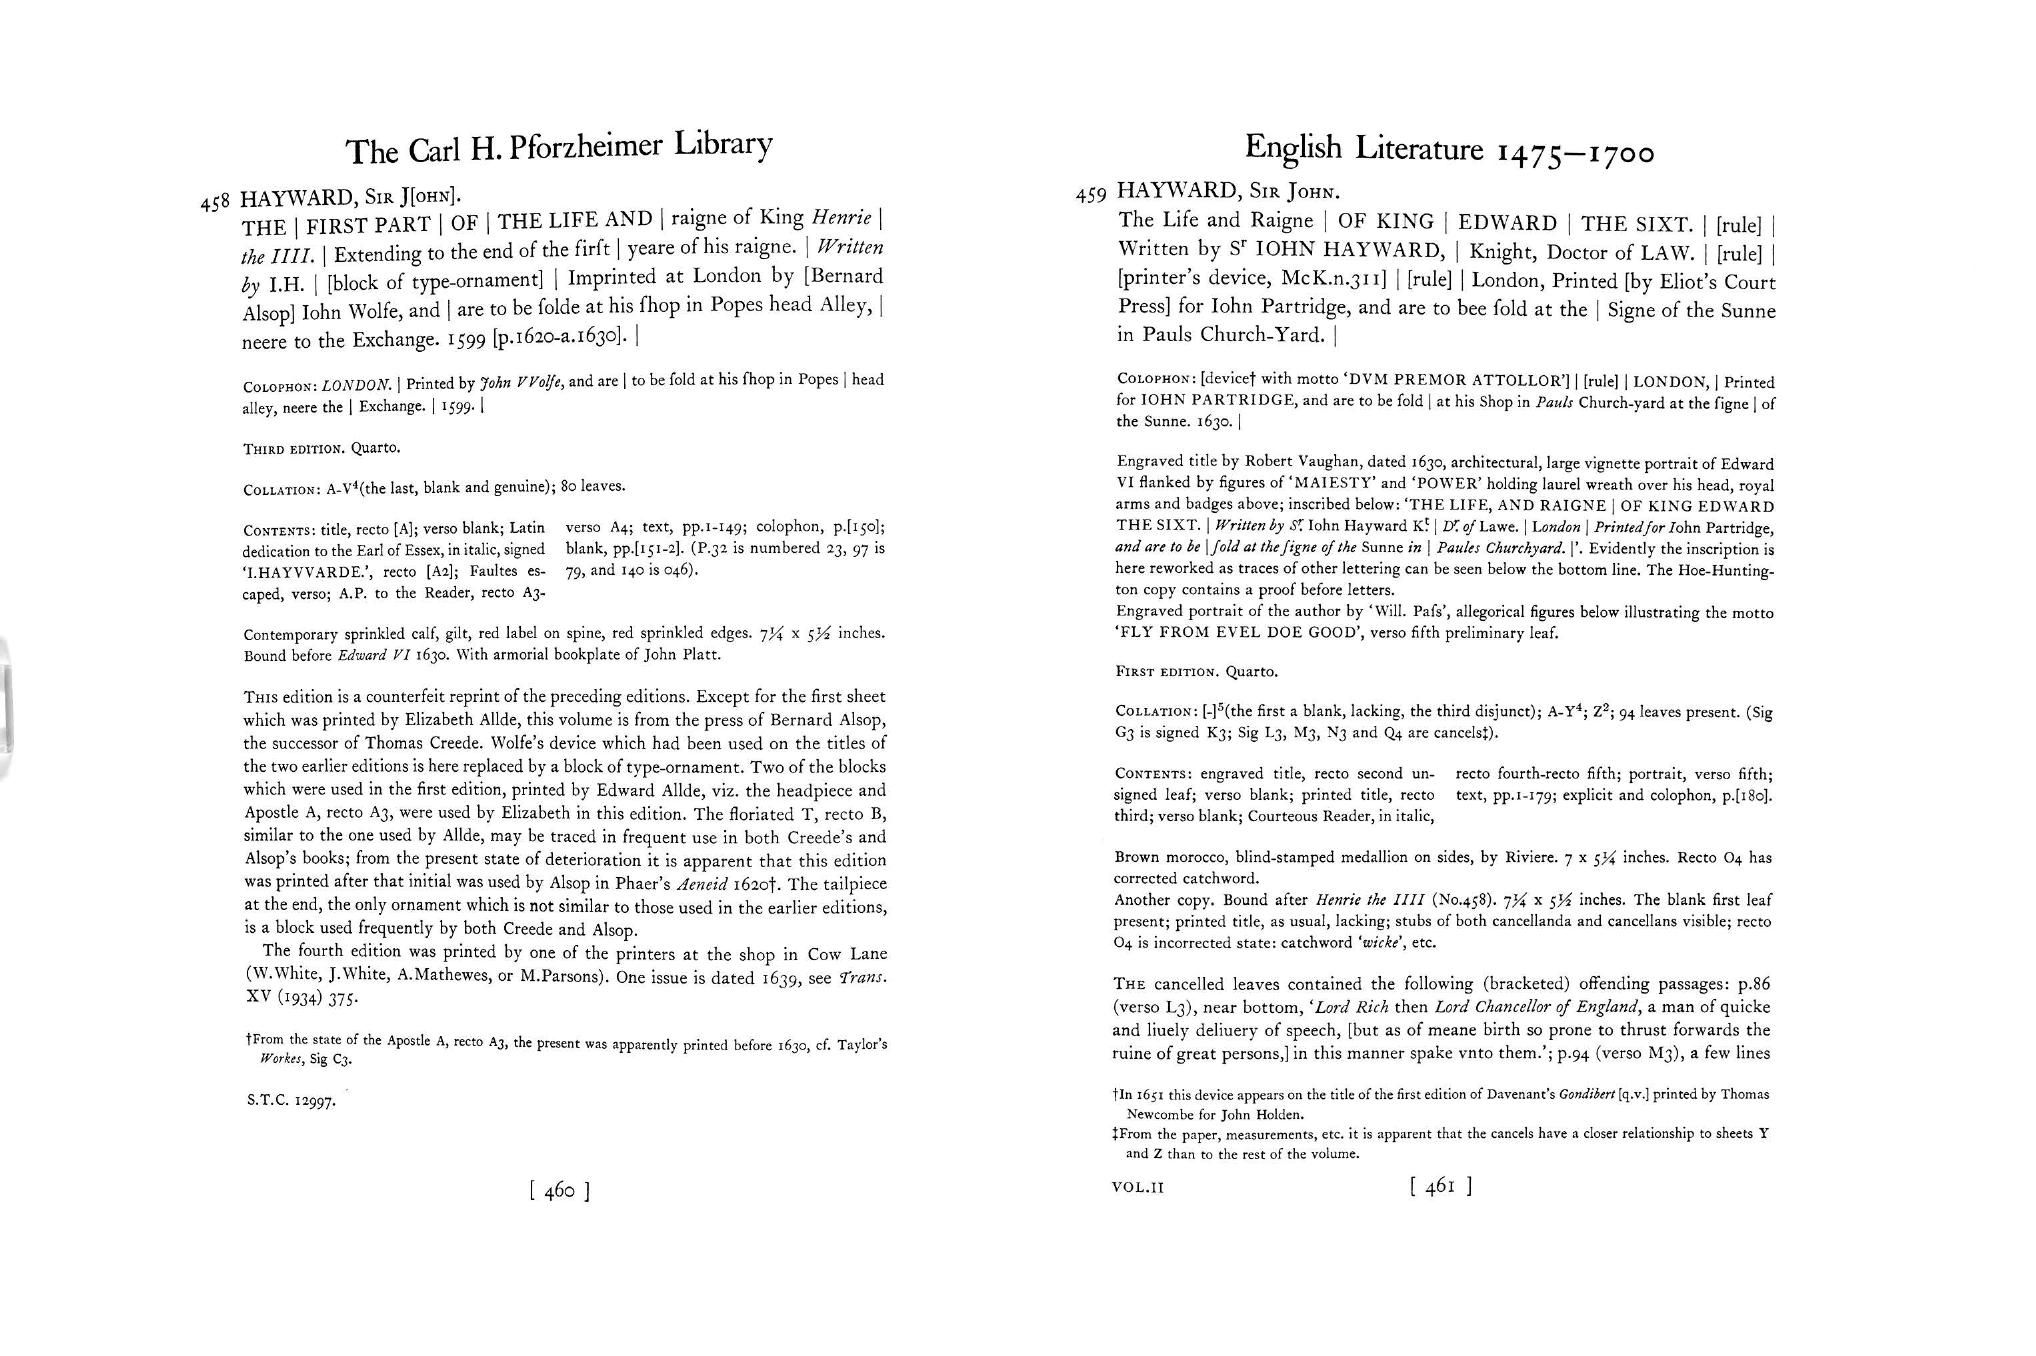 The Carl H. Pforzheimer Library
458 HAYWARD, SIR J[OHN].
THE | FIRST PART | OF | THE LIFE AND | raigne of King Henrie |
the IIII. | Extending to the end of the firſt | yeare of his raigne. | Written
by I.H. | [block of type-ornament] | Imprinted at London by [Bernard
Alsop] Iohn Wolfe, and | are to be ſolde at his ſhop in Popes head Alley, |
neere to the Exchange. 1599 [p.1620-a.1630]. |
COLOPHON: LONDON. | Printed by John VVolfe, and are | to be ſold at his ſhop in Popes | head
alley, neere the | Exchange. | 1599. |
THIRD EDITION. Quarto.
COLLATION: A-V⁴(the last, blank and genuine); 80 leaves.
CONTENTS: title, recto [A]; verso blank; Latin
dedication to the Earl of Essex, in italic, signed
‘I.HAYVVARDE.’, recto [A2]; Faultes es-
caped, verso; A.P. to the Reader, recto A3-
verso A4; text, pp.1-149; colophon, p.[150];
blank, pp.[151-2]. (P.32 is numbered 23, 97 is
79, and 140 is 046).
Contemporary sprinkled calf, gilt, red label on spine, red sprinkled edges. 7¼ x 5½ inches.
Bound before Edward VI 1630. With armorial bookplate of John Platt.
THIS edition is a counterfeit reprint of the preceding editions. Except for the first sheet
which was printed by Elizabeth Allde, this volume is from the press of Bernard Alsop,
the successor of Thomas Creede. Wolfe’s device which had been used on the titles of
the two earlier editions is here replaced by a block of type-ornament. Two of the blocks
which were used in the first edition, printed by Edward Allde, viz. the headpiece and
Apostle A, recto A3, were used by Elizabeth in this edition. The floriated T, recto B,
similar to the one used by Allde, may be traced in frequent use in both Creede’s and
Alsop’s books; from the present state of deterioration it is apparent that this edition
was printed after that initial was used by Alsop in Phaer’s Aeneid 1620†. The tailpiece
at the end, the only ornament which is not similar to those used in the earlier editions,
is a block used frequently by both Creede and Alsop.
The fourth edition was printed by one of the printers at the shop in Cow Lane
(W.White, J.White, A.Mathewes, or M.Parsons). One issue is dated 1639, see Trans.
XV (1934) 375.
†From the state of the Apostle A, recto A3, the present was apparently printed before 1630, cf. Taylor’s
Workes, Sig C3.
S.T.C. 12997.
[ 460 ]
English Literature 1475–1700
459 HAYWARD, SIR JOHN.
The Life and Raigne | OF KING | EDWARD | THE SIXT. | [rule] |
Written by Sʳ IOHN HAYWARD, | Knight, Doctor of LAW. | [rule] |
[printer’s device, McK.n.311] | [rule] | London, Printed [by Eliot’s Court
Press] for Iohn Partridge, and are to bee ſold at the | Signe of the Sunne
in Pauls Church-Yard. |
COLOPHON: [device† with motto ‘DVM PREMOR ATTOLLOR’] | [rule] | LONDON, | Printed
for IOHN PARTRIDGE, and are to be ſold | at his Shop in Pauls Church-yard at the ſigne | of
the Sunne. 1630. |
Engraved title by Robert Vaughan, dated 1630, architectural, large vignette portrait of Edward
VI flanked by figures of ‘MAIESTY’ and ‘POWER’ holding laurel wreath over his head, royal
arms and badges above; inscribed below: ‘THE LIFE, AND RAIGNE | OF KING EDWARD
THE SIXT. | Written by Sʳ. Iohn Hayward Kᵗ. | Dʳ. of Lawe. | London | Printed for Iohn Partridge,
and are to be | ſold at the ſigne of the Sunne in | Paules Churchyard. |’. Evidently the inscription is
here reworked as traces of other lettering can be seen below the bottom line. The Hoe-Hunting-
ton copy contains a proof before letters.
Engraved portrait of the author by ‘Will. Paſs’, allegorical figures below illustrating the motto
‘FLY FROM EVEL DOE GOOD’, verso fifth preliminary leaf.
FIRST EDITION. Quarto.
COLLATION: [-]⁵(the first a blank, lacking, the third disjunct); A-Y⁴; Z²; 94 leaves present. (Sig
G3 is signed K3; Sig L3, M3, N3 and Q4 are cancels‡).
CONTENTS: engraved title, recto second un-
signed leaf; verso blank; printed title, recto
third; verso blank; Courteous Reader, in italic,
recto fourth-recto fifth; portrait, verso fifth;
text, pp.1-179; explicit and colophon, p.[180].
Brown morocco, blind-stamped medallion on sides, by Riviere. 7 x 5¼ inches. Recto O4 has
corrected catchword.
Another copy. Bound after Henrie the IIII (No.458). 7¼ x 5½ inches. The blank first leaf
present; printed title, as usual, lacking; stubs of both cancellanda and cancellans visible; recto
O4 is incorrected state: catchword ‘wicke’, etc.
THE cancelled leaves contained the following (bracketed) offending passages: p.86
(verso L3), near bottom, ‘Lord Rich then Lord Chancellor of England, a man of quicke
and liuely deliuery of speech, [but as of meane birth so prone to thrust forwards the
ruine of great persons,] in this manner spake vnto them.’; p.94 (verso M3), a few lines
†In 1651 this device appears on the title of the first edition of Davenant’s Gondibert [q.v.] printed by Thomas
Newcombe for John Holden.
‡From the paper, measurements, etc. it is apparent that the cancels have a closer relationship to sheets Y
and Z than to the rest of the volume.
VOL.II
[ 461 ]